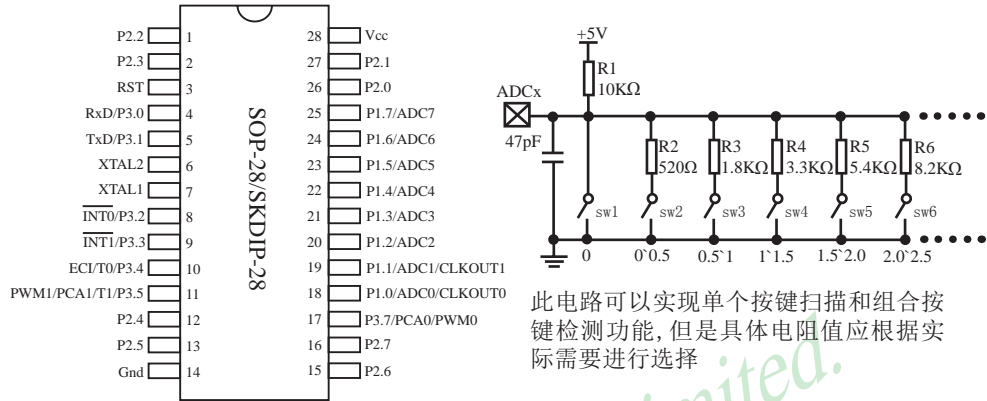 P2.2 1
P2.3 2
RST 3
RxD/P3.0 4
TxD/P3.1 5
XTAL2 6
XTAL1 7
INT0/P3.2 8
INT1/P3.3 9
ECI/T0/P3.4 10
PWM1/PCA1/T1/P3.5 11
P2.4 12
P2.5 13
Gnd 14
SOP-28/SKDIP-28
28 Vcc
27 P2.1
26 P2.0
25 P1.7/ADC7
24 P1.6/ADC6
23 P1.5/ADC5
22 P1.4/ADC4
21 P1.3/ADC3
20 P1.2/ADC2
19 P1.1/ADC1/CLKOUT1
18 P1.0/ADC0/CLKOUT0
17 P3.7/PCA0/PWM0
16 P2.7
15 P2.6
+5V
R1
10KΩ
ADCx
47pF
R2 R3 R4 R5 R6
520Ω 1.8KΩ 3.3KΩ 5.4KΩ 8.2KΩ
sw1 sw2 sw3 sw4 sw5 sw6
0 0`0.5 0.5`1 1`1.5 1.5`2.0 2.0`2.5
此电路可以实现单个按键扫描和组合按
键检测功能,但是具体电阻值应根据实
际需要进行选择
imited.